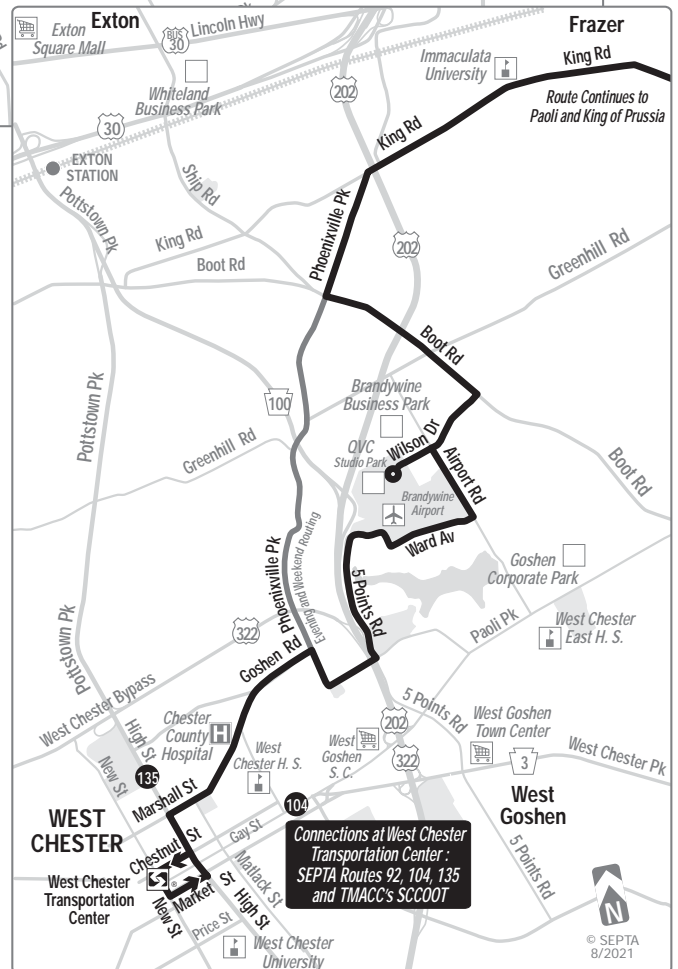 Exton
Frazer
Exton
Square Mall
BUS
30
Lincoln Hwy
King Rd
Immaculata
University
Route Continues to
Paoli and King of Prussia
Whiteland
Business Park
202
30
King Rd
EXTON
STATION
Ship Rd
Pottstown Pk
Phoenixville Pk
King Rd
202
Greenhill Rd
Boot Rd
Boot Rd
Brandywine
Business Park
100
Pottstown Pk
Greenhill Rd
QVC
Studio Park
Wilson Dr
Airport Rd
Boot Rd
Brandywine
Airport
Ward Av
Phoenixville Pk
Evening and Weekend Routing
5 Points Rd
Goshen
Corporate Park
Paoli Pk
West Chester
East H. S.
322
Goshen Rd
Pottstown Pk
West Chester Bypass
202
5 Points Rd
High St
Chester
County
Hospital
H
West
Goshen
S. C.
322
West Goshen
Town Center
3
West Chester Pk
New St
135
West
Chester H. S.
Marshall St
104
West
Goshen
WEST
CHESTER
Gay St
Connections at West Chester
Transportation Center :
SEPTA Routes 92, 104, 135
and TMACC's SCCOOT
Chestnut St
Matlack St
5 Points Rd
West Chester
Transportation
Center
S
®
Market St
New St
High St
Price St
West Chester
University
N
© SEPTA
8/2021